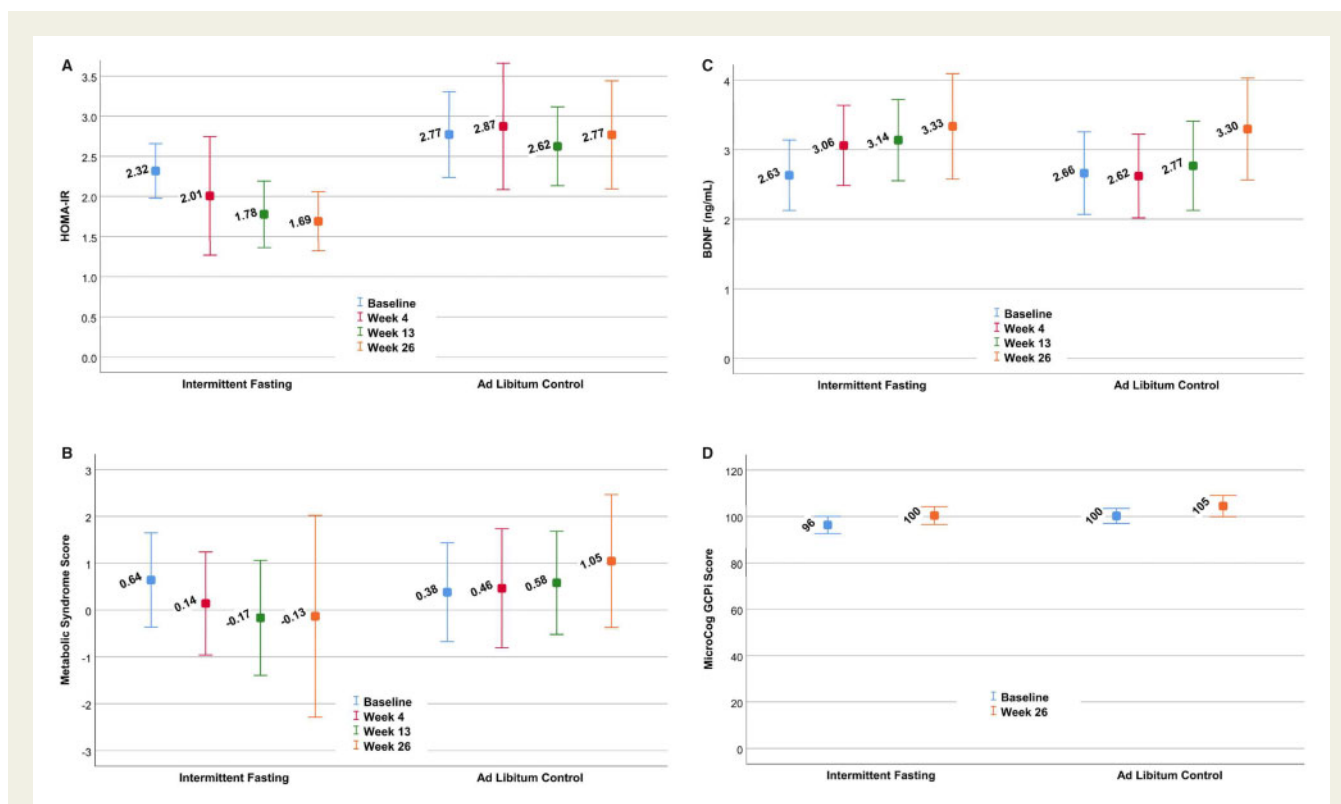 A
HOMA-IR
3.5
3.0
2.5
2.0
1.5
1.0
0.5
0.0
2.32
2.01
1.78
1.69
2.77
2.87
2.62
2.77
Baseline
Week 4
Week 13
Week 26
Intermittent Fasting
Ad Libitum Control
C
BDNF (ng/mL)
4
3
2
1
0
2.63
3.06
3.14
3.33
2.66
2.62
2.77
3.30
Baseline
Week 4
Week 13
Week 26
Intermittent Fasting
Ad Libitum Control
B
Metabolic Syndrome Score
3
2
1
0
-1
-2
-3
0.64
0.14
-0.17
-0.13
0.38
0.46
0.58
1.05
Baseline
Week 4
Week 13
Week 26
Intermittent Fasting
Ad Libitum Control
D
MicroCog GCPi Score
120
100
80
60
40
20
0
96
100
100
105
Baseline
Week 26
Intermittent Fasting
Ad Libitum Control